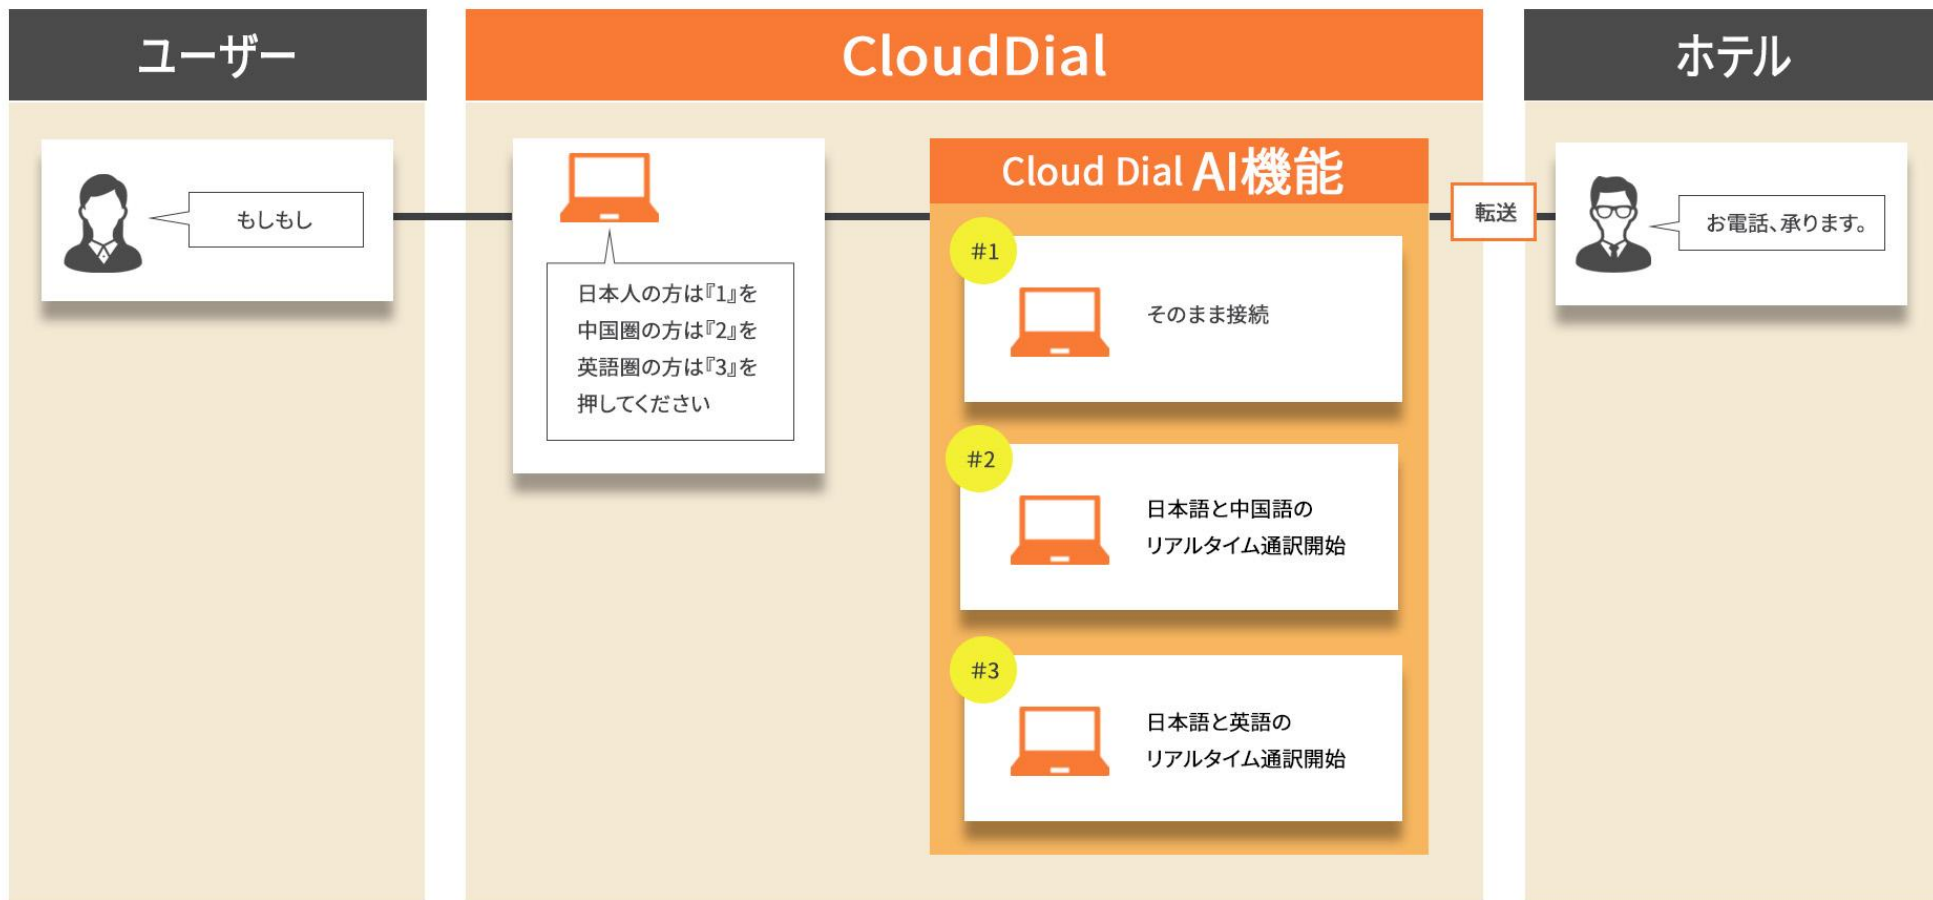 ユーザー
CloudDial
ホテル
もしもし
日本人の方は『1』を
中国圏の方は『2』を
英語圏の方は『3』を
押してください
Cloud Dial AI機能
#1
そのまま接続
#2
日本語と中国語の
リアルタイム通訳開始
#3
日本語と英語の
リアルタイム通訳開始
転送
お電話、承ります。